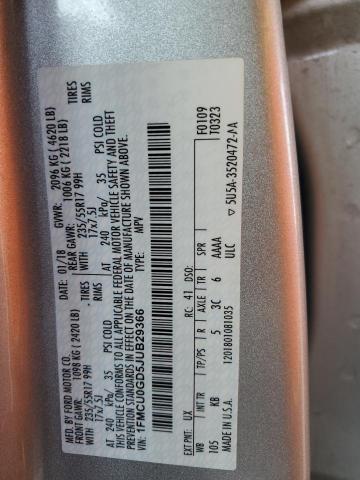 MFD. BY FORD MOTOR CO.
01/18
GVWR: 2096 KG ( 4620 LB)
FRONT GAWR: 1098 KG ( 2420 LB)
REAR GAWR: 1006 KG ( 2218 LB)
WITH TIRES
WITH TIRES
235/55R17 99H
235/55R17 99H
17x7.5J RIMS
17x7.5J RIMS
AT 240 kPa/ 35 PSI COLD
AT 240 kPa/ 35 PSI COLD
THIS VEHICLE CONFORMS TO ALL APPLICABLE FEDERAL MOTOR VEHICLE SAFETY AND THEFT
PREVENTION STANDARDS IN EFFECT ON THE DATE OF MANUFACTURE SHOWN ABOVE.
VIN: 1FMCU0GD5JUB29366
TYPE: MPV
F0109
T0323
EXT PNT: UX RC: 41 DSO:
WB INT TR TP/PS R AXLE TR SPR
105 KB 5 3C 6 AAAA
ULC
1201801081035
MADE IN U.S.A.
▽ 5U5A-3520472-AA